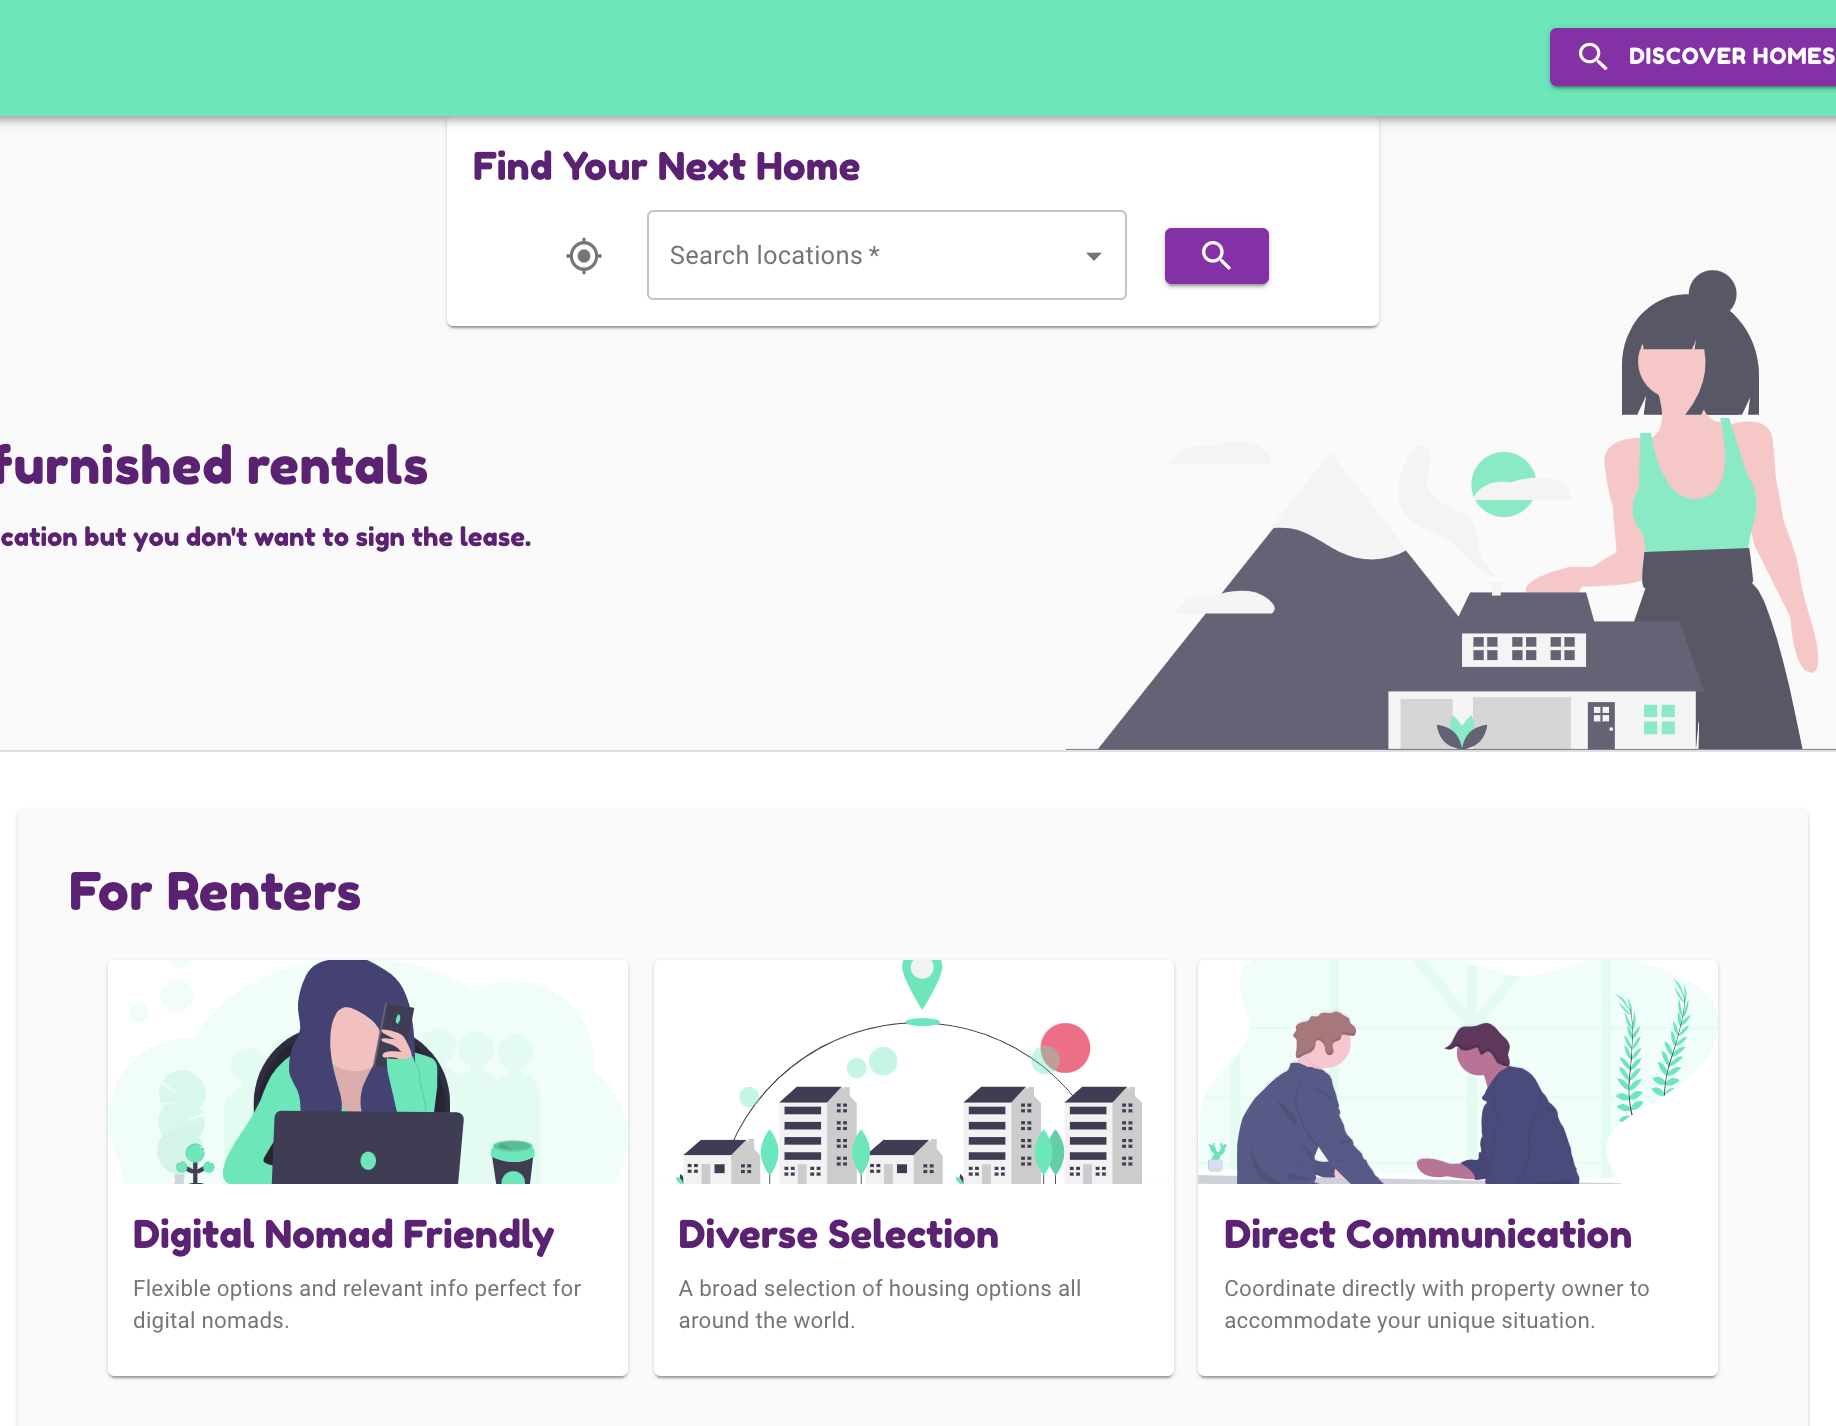 DISCOVER HOMES
Find Your Next Home
Search locations *
furnished rentals
cation but you don't want to sign the lease.
For Renters
Digital Nomad Friendly
Flexible options and relevant info perfect for
digital nomads.
Diverse Selection
A broad selection of housing options all
around the world.
Direct Communication
Coordinate directly with property owner to
accommodate your unique situation.